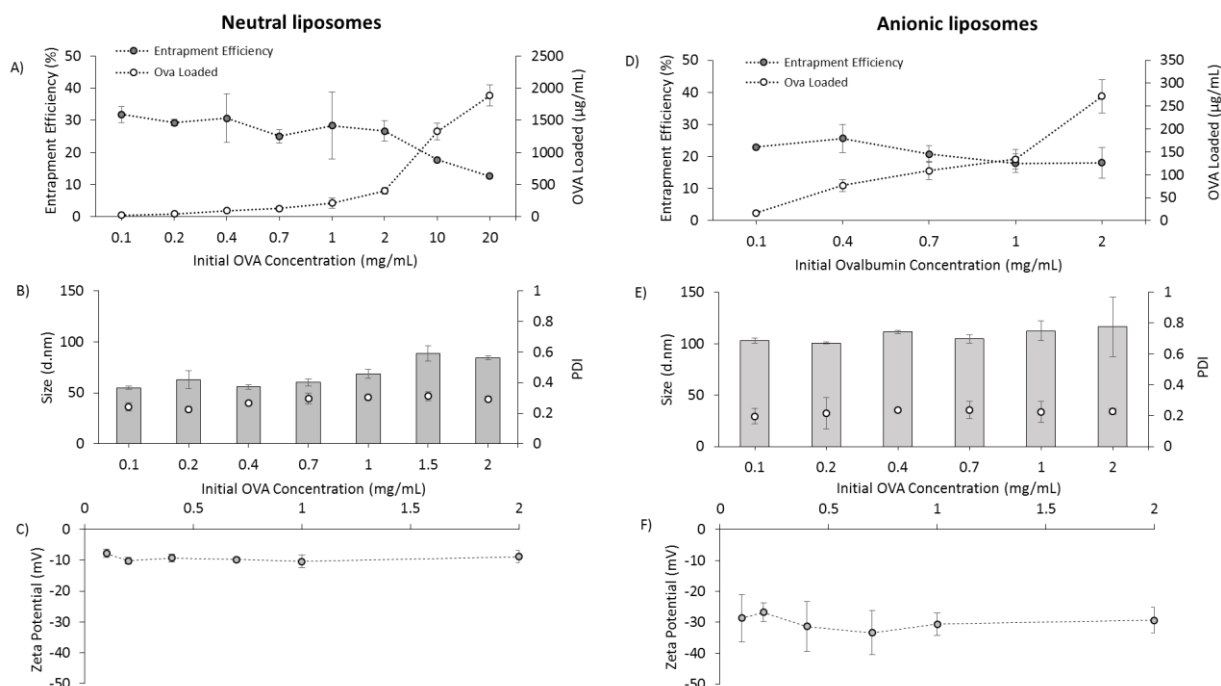 Neutral liposomes
A)
Entrapment Efficiency
Ova Loaded
Entrapment Efficiency (%)
50
40
30
20
10
0
2500
2000
1500
1000
500
0
OVA Loaded (µg/mL)
0.1 0.2 0.4 0.7 1 2 10 20
Initial OVA Concentration (mg/mL)
B)
Size (d.nm)
150
100
50
0
1
0.8
0.6
0.4
0.2
0
PDI
0.1 0.2 0.4 0.7 1 1.5 2
Initial OVA Concentration (mg/mL)
C)
0 0.5 1 1.5 2
Zeta Potential (mV)
0
-10
-20
-30
-40
-50
Anionic liposomes
D)
Entrapment Efficiency
Ova Loaded
Entrapment Efficiency (%)
50
40
30
20
10
0
350
300
250
200
150
100
50
0
OVA Loaded (µg/mL)
0.1 0.4 0.7 1 2
Initial Ovalbumin Concentration (mg/mL)
E)
Size (d.nm)
150
100
50
0
1
0.8
0.6
0.4
0.2
0
PDI
0.1 0.2 0.4 0.7 1 2
Initial OVA Concentration (mg/mL)
F)
0 0.5 1 1.5 2
Zeta Potential (mV)
0
-10
-20
-30
-40
-50